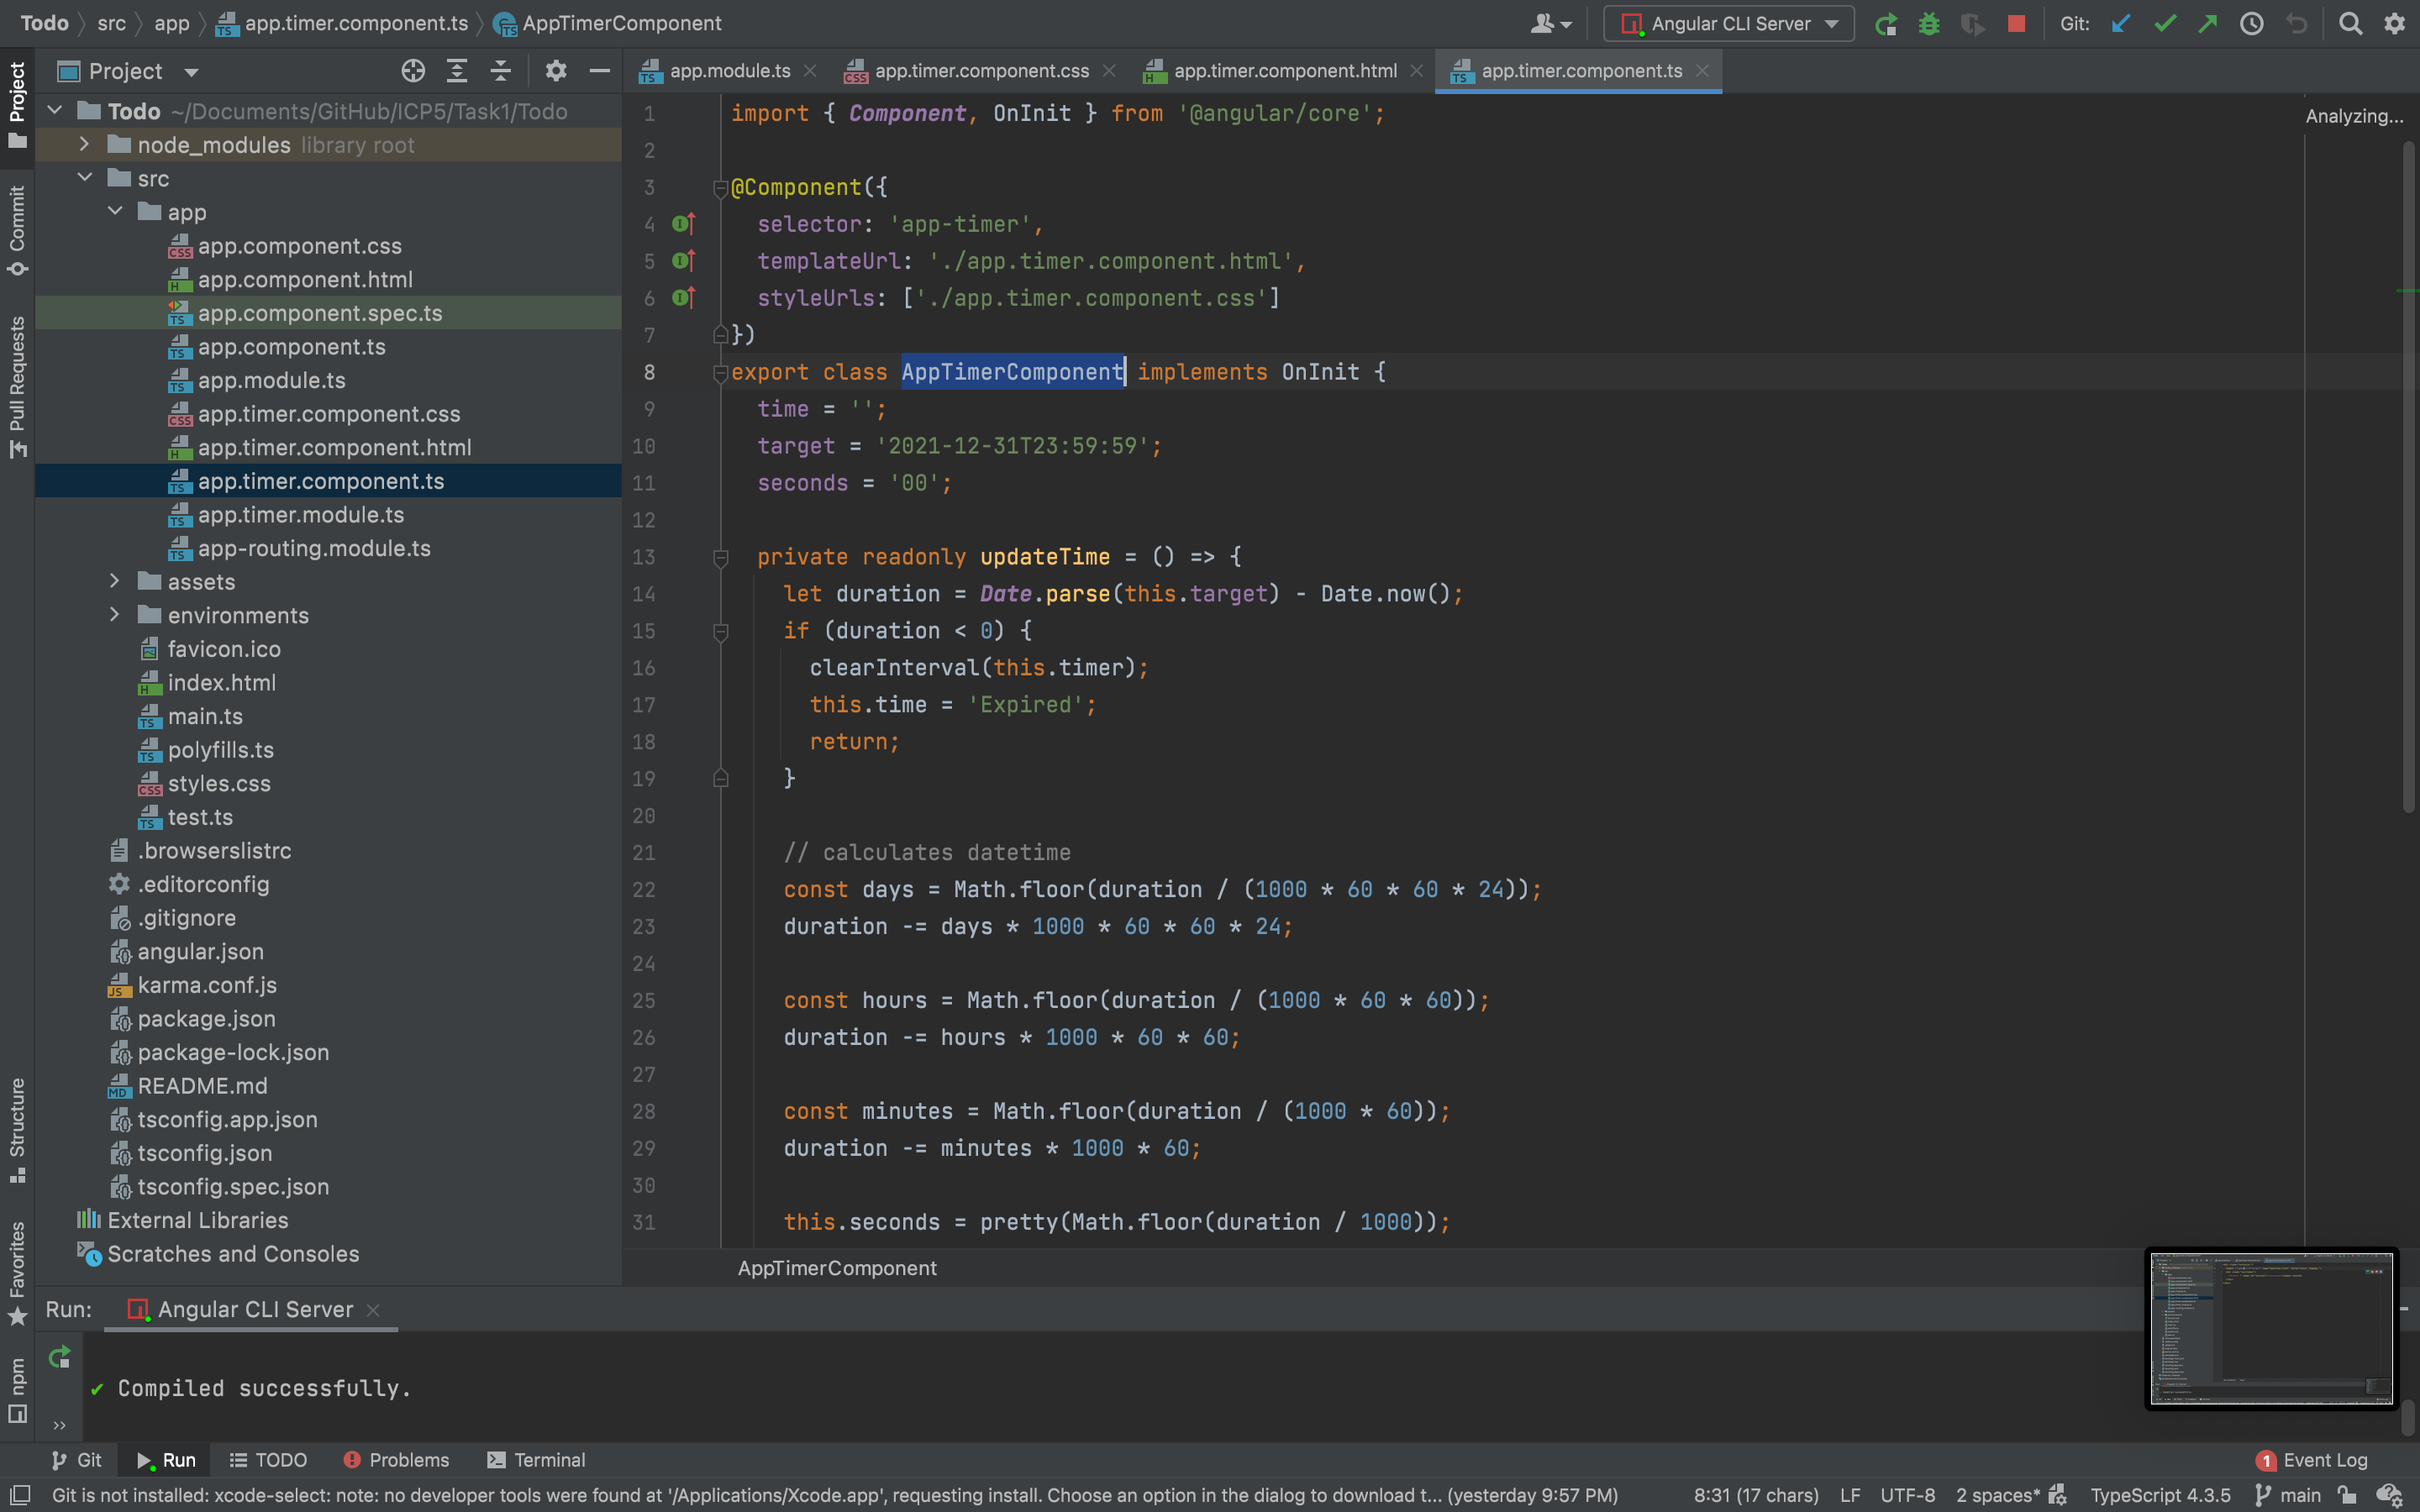 Todo src app app.timer.component.ts AppTimerComponent Angular CLI Server Git:
Project
app.module.ts app.timer.component.css app.timer.component.html app.timer.component.ts
Project
Commit
Pull Requests
Structure
Favorites
npm
Todo ~/Documents/GitHub/ICP5/Task1/Todo
node_modules library root
src
app
app.component.css
app.component.html
app.component.spec.ts
app.component.ts
app.module.ts
app.timer.component.css
app.timer.component.html
app.timer.component.ts
app.timer.module.ts
app-routing.module.ts
assets
environments
favicon.ico
index.html
main.ts
polyfills.ts
styles.css
test.ts
.browserslistrc
.editorconfig
.gitignore
angular.json
karma.conf.js
package.json
package-lock.json
README.md
tsconfig.app.json
tsconfig.json
tsconfig.spec.json
External Libraries
Scratches and Consoles
Analyzing...
1 import { Component, OnInit } from '@angular/core';
2
3 @Component({
4 selector: 'app-timer',
5 templateUrl: './app.timer.component.html',
6 styleUrls: ['./app.timer.component.css']
7 })
8 export class AppTimerComponent implements OnInit {
9 time = '';
10 target = '2021-12-31T23:59:59';
11 seconds = '00';
12
13 private readonly updateTime = () => {
14 let duration = Date.parse(this.target) - Date.now();
15 if (duration < 0) {
16 clearInterval(this.timer);
17 this.time = 'Expired';
18 return;
19 }
20
21 // calculates datetime
22 const days = Math.floor(duration / (1000 * 60 * 60 * 24));
23 duration -= days * 1000 * 60 * 60 * 24;
24
25 const hours = Math.floor(duration / (1000 * 60 * 60));
26 duration -= hours * 1000 * 60 * 60;
27
28 const minutes = Math.floor(duration / (1000 * 60));
29 duration -= minutes * 1000 * 60;
30
31 this.seconds = pretty(Math.floor(duration / 1000));
AppTimerComponent
Run: Angular CLI Server
✔ Compiled successfully.
Git Run TODO Problems Terminal 1 Event Log
Git is not installed: xcode-select: note: no developer tools were found at '/Applications/Xcode.app', requesting install. Choose an option in the dialog to download t... (yesterday 9:57 PM) 8:31 (17 chars) LF UTF-8 2 spaces* TypeScript 4.3.5 main